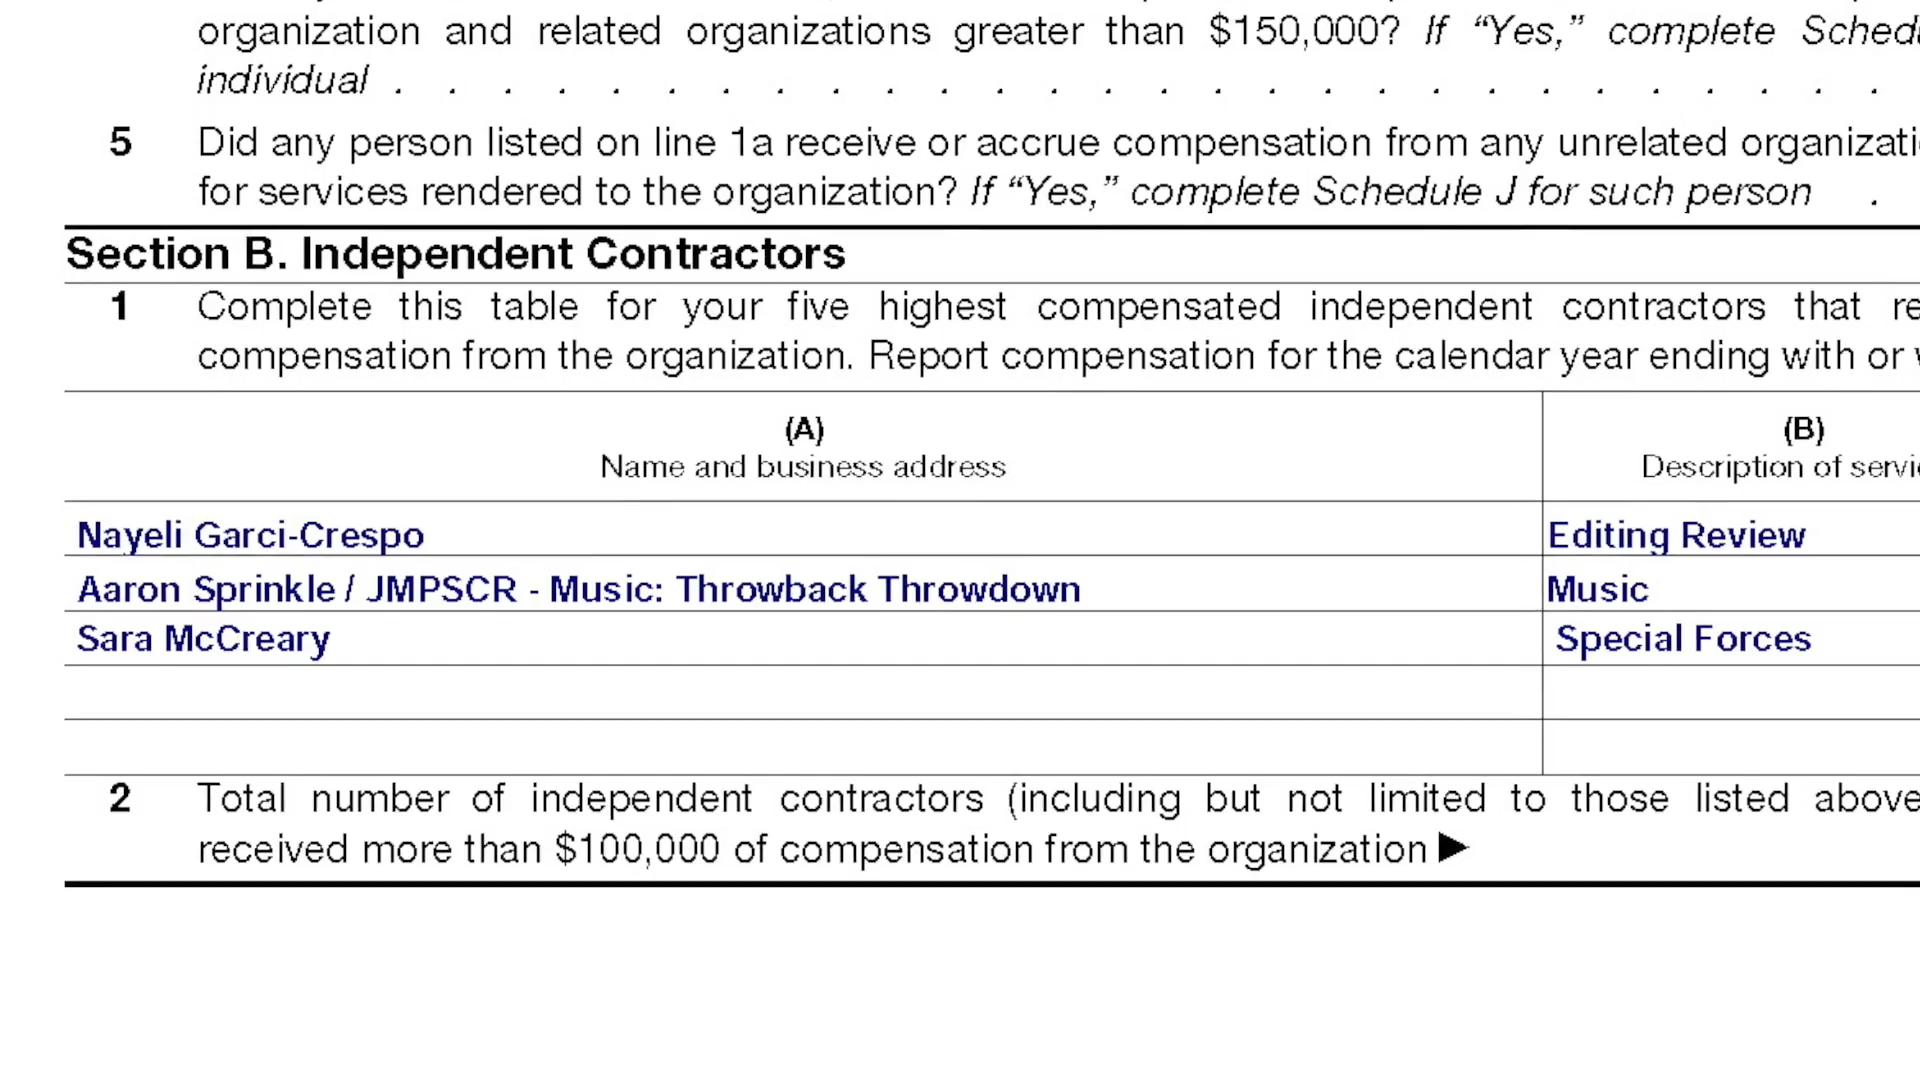 organization and related organizations greater than $150,000? If “Yes,” complete
individual . . . . . . . . . . . . . . . . . . . . . . . . . . . .
5 Did any person listed on line 1a receive or accrue compensation from any unrelated
for services rendered to the organization? If “Yes,” complete Schedule J for such person .
Section B. Independent Contractors
1 Complete this table for your five highest compensated independent contractors that
compensation from the organization. Report compensation for the calendar year ending with or
(A) (B)
Name and business address Description of
Nayeli Garci-Crespo Editing Review
Aaron Sprinkle / JMPSCR - Music: Throwback Throwdown Music
Sara McCreary Special Forces
2 Total number of independent contractors (including but not limited to those listed above
received more than $100,000 of compensation from the organization ▶